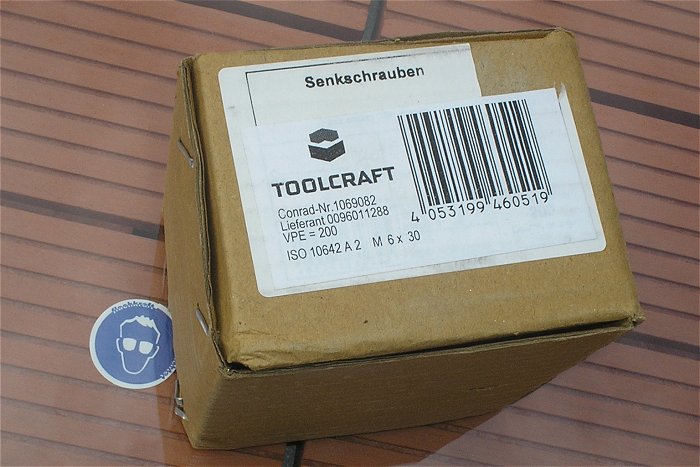 Senkschrauben
TOOLCRAFT
Conrad-Nr.1069082
Lieferant 0096011288
VPE = 200
ISO 10642 A 2 M 6 x 30
4 053199 460519